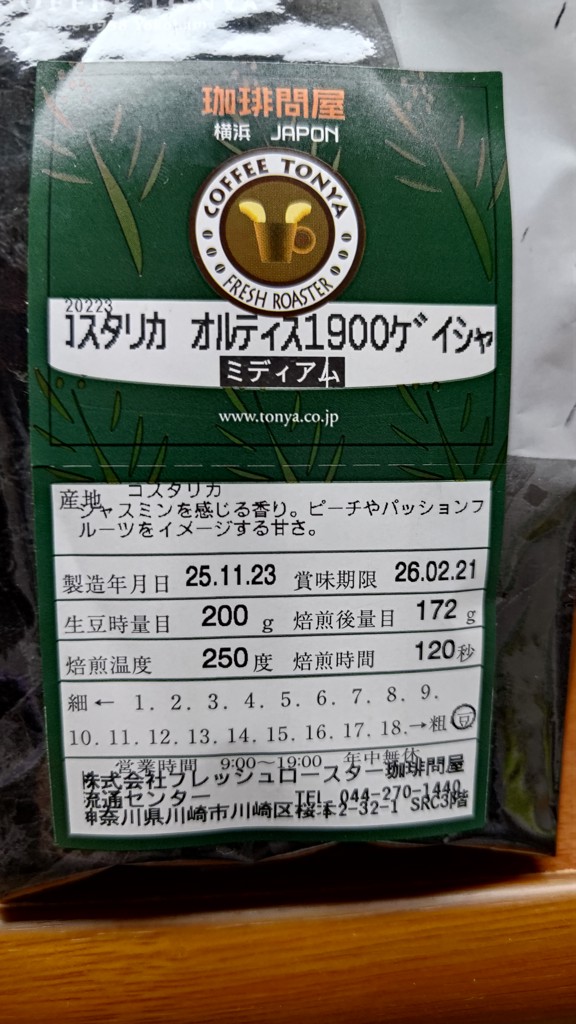 珈琲問屋
横浜 JAPON
COFFEE TONYA
FRESH ROASTER
20223
コスタリカ オルティス1900ゲイシャ
ミディアム
www.tonya.co.jp
産地 コスタリカ
ジャスミンを感じる香り。ピーチやパッションフ
ルーツをイメージする甘さ。
製造年月日 25.11.23 賞味期限 26.02.21
生豆時量目 200 g 焙煎後量目 172 g
焙煎温度 250 度 焙煎時間 120 秒
細← 1. 2. 3. 4. 5. 6. 7. 8. 9.
10. 11. 12. 13. 14. 15. 16. 17. 18.→粗 豆
営業時間 9:00〜19:00 年中無休
株式会社フレッシュロースター珈琲問屋
流通センター TEL 044-270-1440
神奈川県川崎市川崎区桜本2-32-1 SRC3階